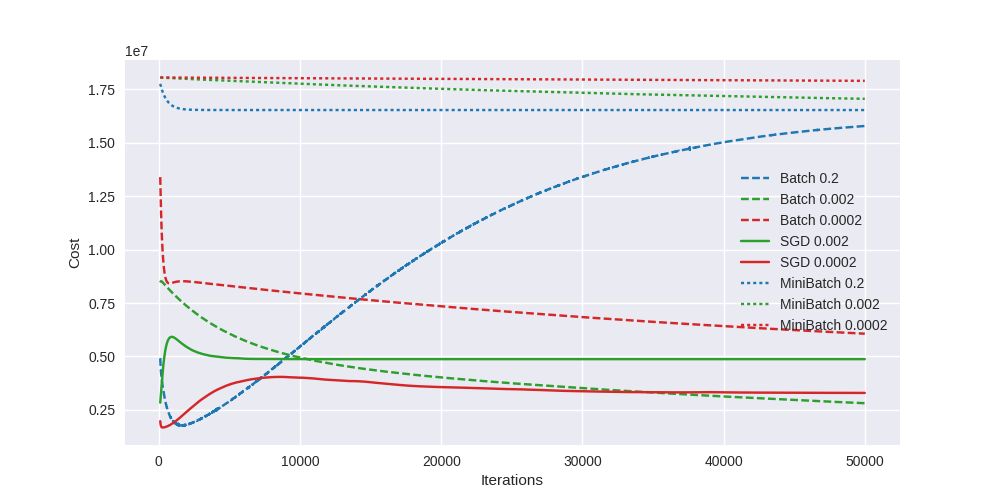 1e7
1.75
1.50
1.25
1.00
0.75
0.50
0.25
Cost
Batch 0.2
Batch 0.002
Batch 0.0002
SGD 0.002
SGD 0.0002
MiniBatch 0.2
MiniBatch 0.002
MiniBatch 0.0002
0 10000 20000 30000 40000 50000
Iterations